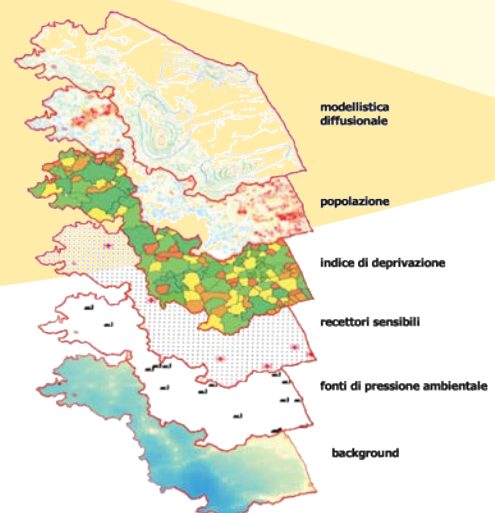 modellistica
diffusionale
popolazione
indice di deprivazione
recettori sensibili
fonti di pressione ambientale
background